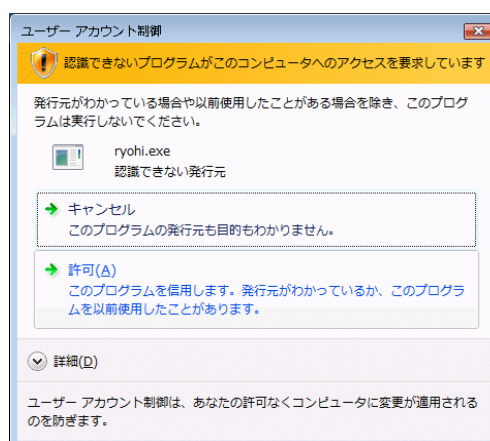 ユーザー アカウント制御
認識できないプログラムがこのコンピュータへのアクセスを要求しています
発行元がわかっている場合や以前使用したことがある場合を除き、このプログ
ラムは実行しないでください。
ryohi.exe
認識できない発行元
キャンセル
このプログラムの発行元も目的もわかりません。
許可(A)
このプログラムを信用します。発行元がわかっているか、このプログラ
ムを以前使用したことがあります。
詳細(D)
ユーザー アカウント制御は、あなたの許可なくコンピュータに変更が適用される
のを防ぎます。